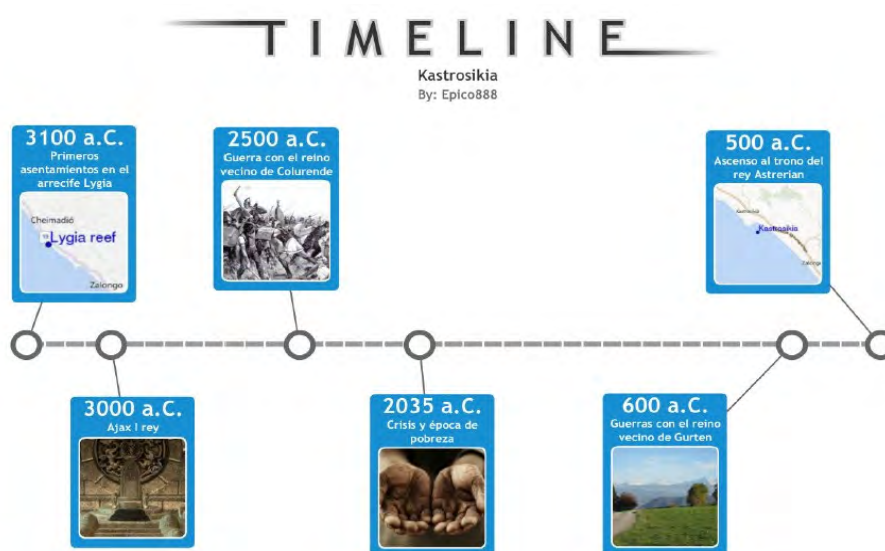 TIMELINE
Kastrosikia
By: Epico888
3100 a.C.
Primeros
asentamientos en el
arrecife Lygia
Cheimadió
Lygia reef
Zalongo
3000 a.C.
Ajax I rey
2500 a.C.
Guerra con el reino
vecino de Colurende
2035 a.C.
Crisis y época de
pobreza
600 a.C.
Guerras con el reino
vecino de Gurten
500 a.C.
Ascenso al trono del
rey Astrerian
Kastrosikia